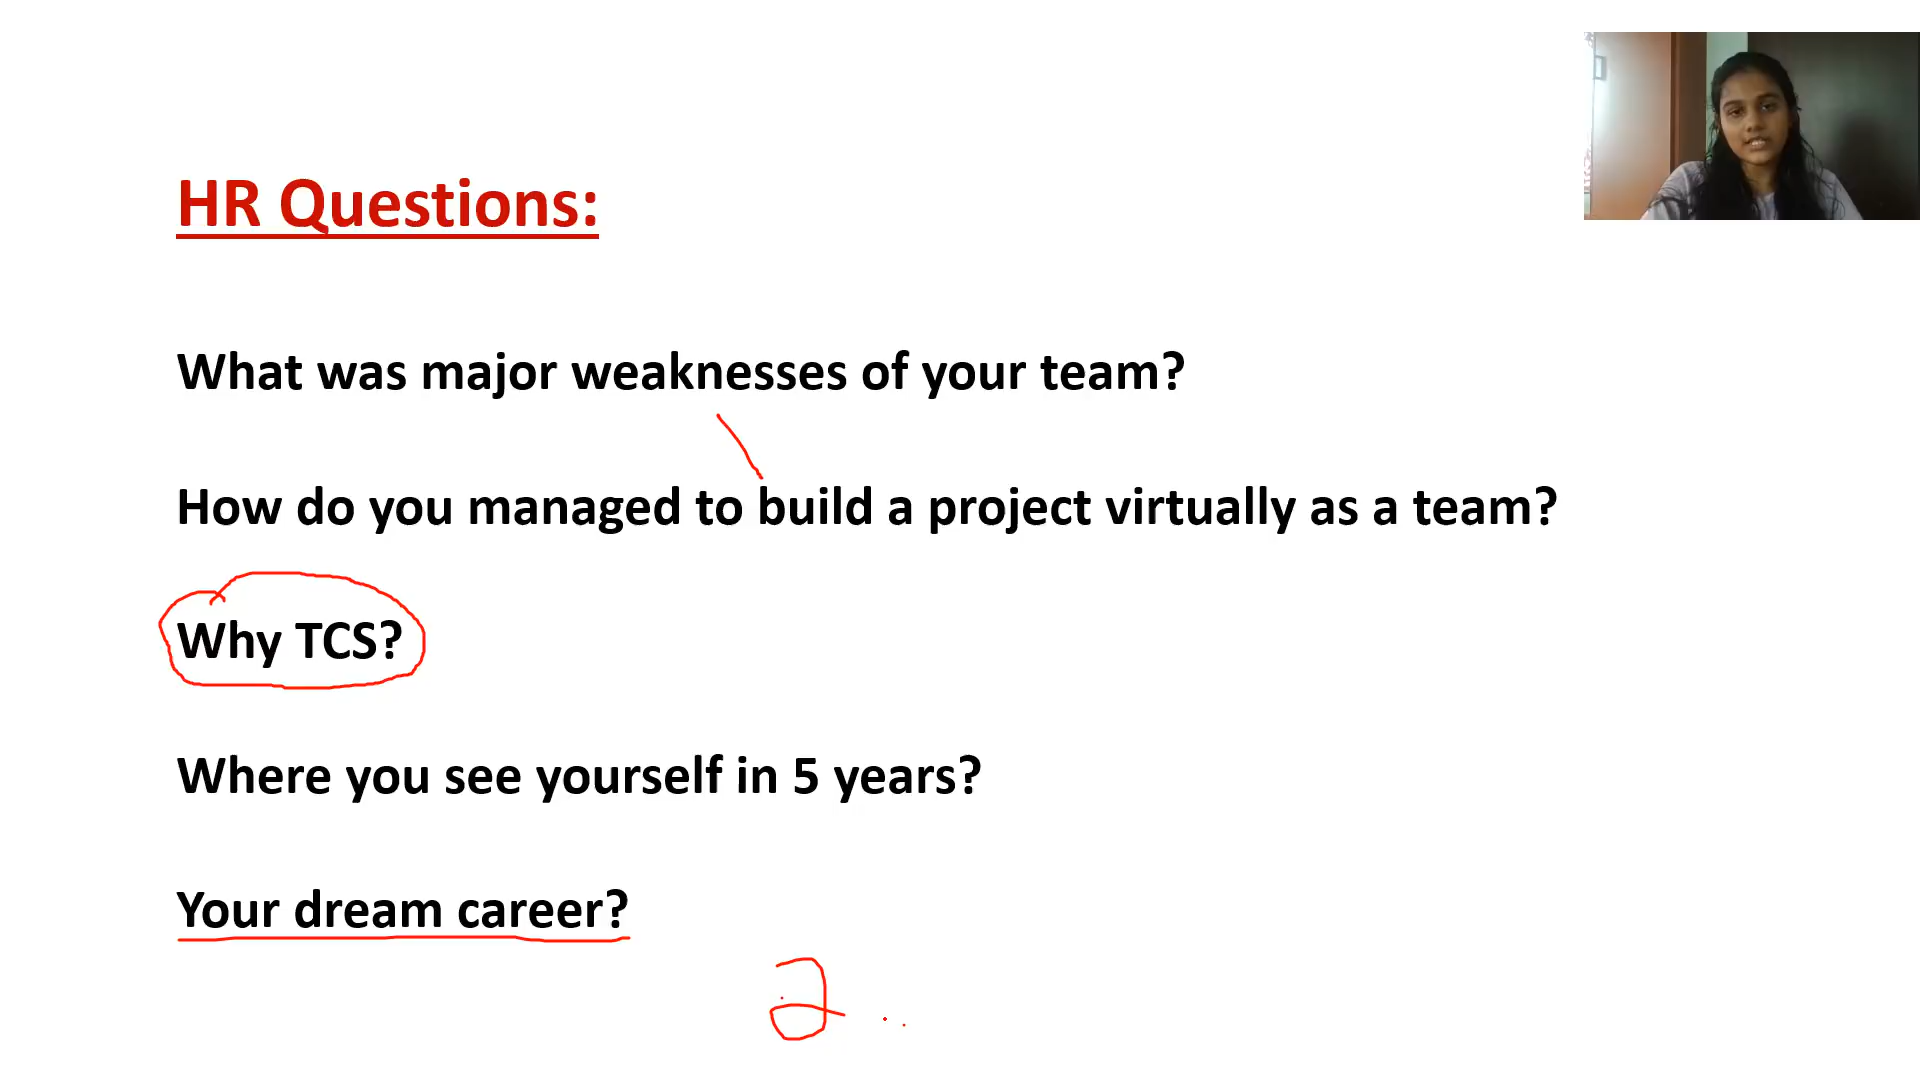 HR Questions:
What was major weaknesses of your team?
How do you managed to build a project virtually as a team?
Why TCS?
Where you see yourself in 5 years?
Your dream career?
2